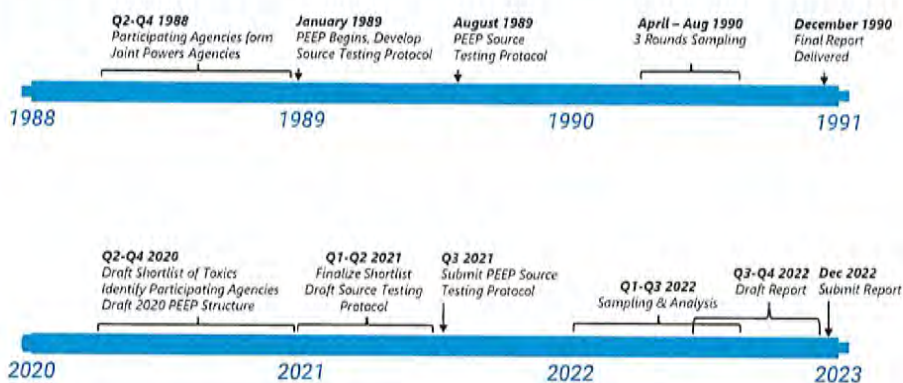 Q2-Q4 1988
Participating Agencies form
Joint Powers Agencies
January 1989
PEEP Begins, Develop
Source Testing Protocol
August 1989
PEEP Source
Testing Protocol
April – Aug 1990
3 Rounds Sampling
December 1990
Final Report
Delivered
1988
1989
1990
1991
Q2-Q4 2020
Draft Shortlist of Toxics
Identify Participating Agencies
Draft 2020 PEEP Structure
Q1-Q2 2021
Finalize Shortlist
Draft Source Testing
Protocol
Q3 2021
Submit PEEP Source
Testing Protocol
Q1-Q3 2022
Sampling & Analysis
Q3-Q4 2022
Draft Report
Dec 2022
Submit Report
2020
2021
2022
2023